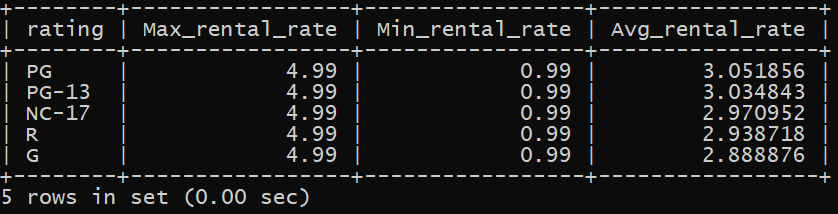 +--------+-----------------+-----------------+-----------------+
| rating | Max_rental_rate | Min_rental_rate | Avg_rental_rate |
+--------+-----------------+-----------------+-----------------+
| PG     |            4.99 |            0.99 |        3.051856 |
| PG-13  |            4.99 |            0.99 |        3.034843 |
| NC-17  |            4.99 |            0.99 |        2.970952 |
| R      |            4.99 |            0.99 |        2.938718 |
| G      |            4.99 |            0.99 |        2.888876 |
+--------+-----------------+-----------------+-----------------+
5 rows in set (0.00 sec)